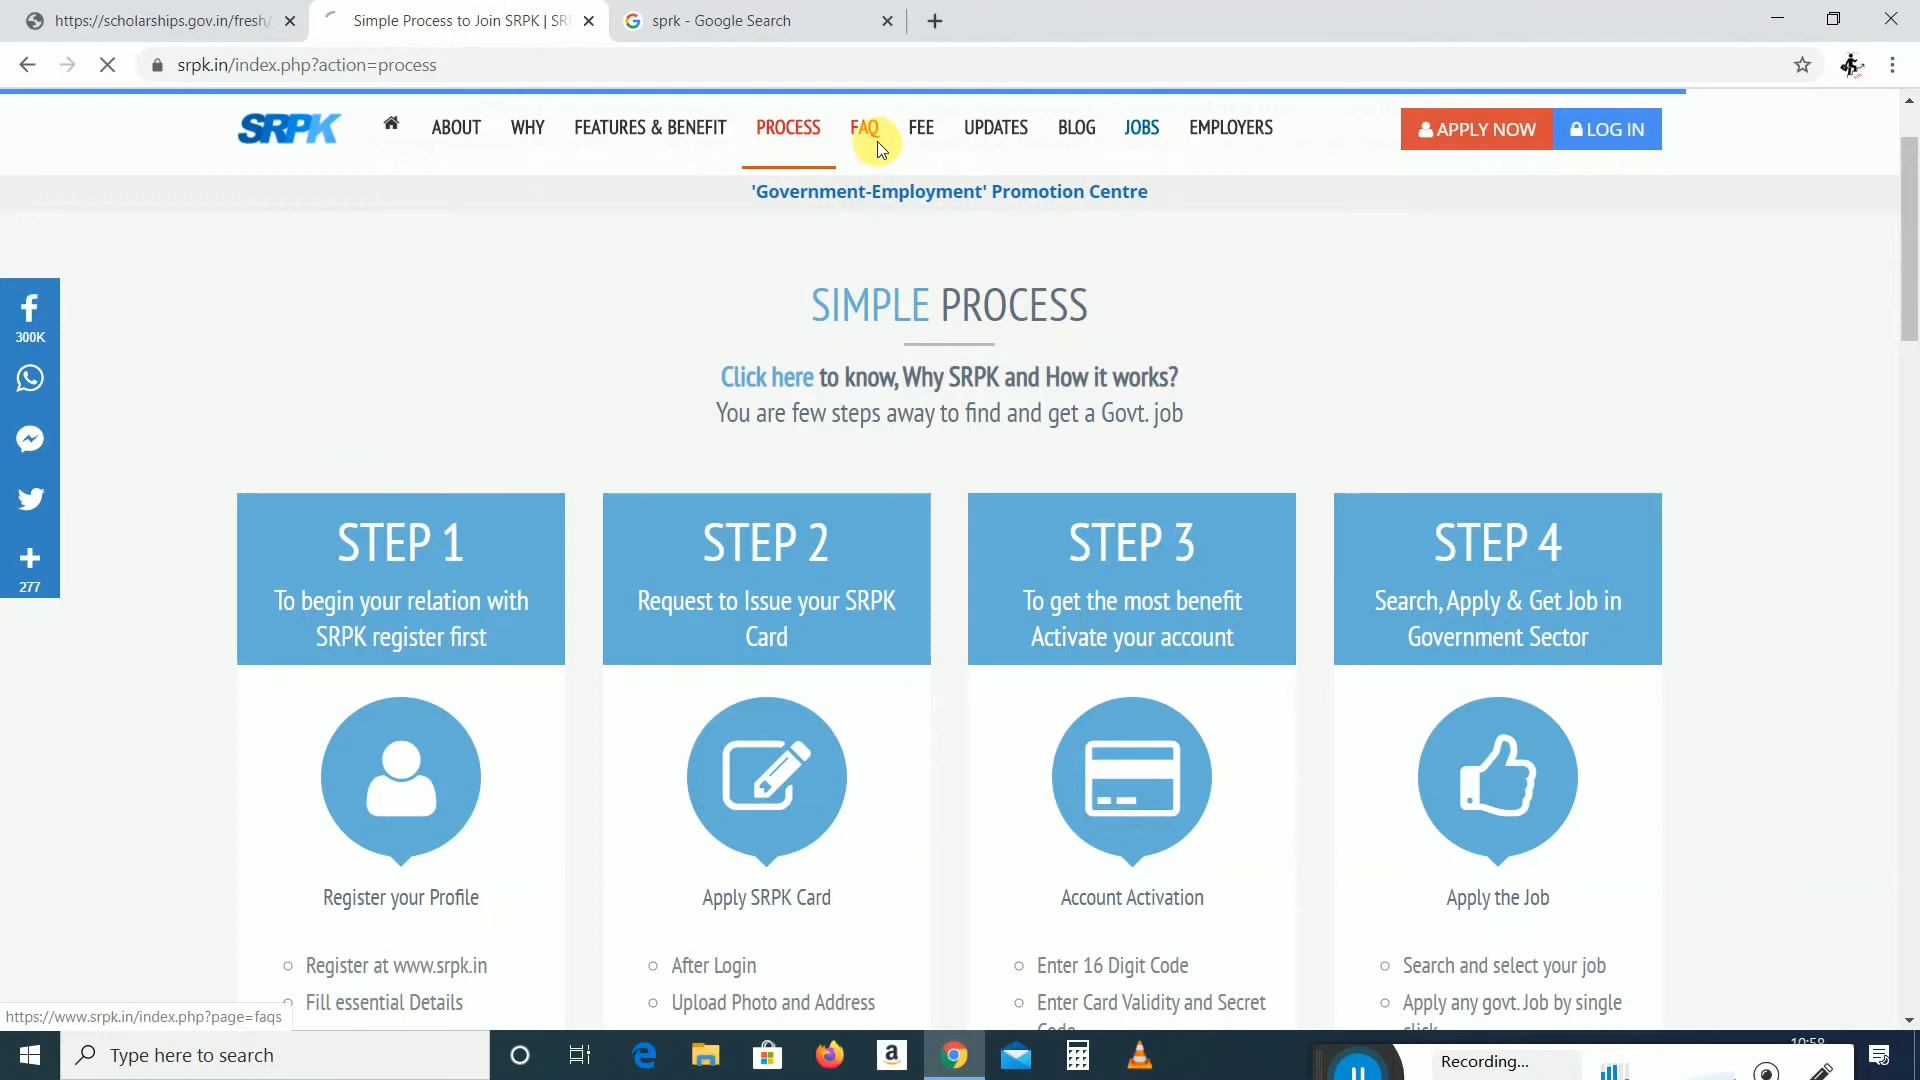 https://scholarships.gov.in/fresh/
Simple Process to Join SRPK | SR
sprk - Google Search
srpk.in/index.php?action=process
SRPK
ABOUT
WHY
FEATURES & BENEFIT
PROCESS
FAQ
FEE
UPDATES
BLOG
JOBS
EMPLOYERS
APPLY NOW
LOG IN
'Government-Employment' Promotion Centre
300K
277
SIMPLE PROCESS
Click here to know, Why SRPK and How it works?
You are few steps away to find and get a Govt. job
STEP 1
To begin your relation with
SRPK register first
Register your Profile
Register at www.srpk.in
Fill essential Details
STEP 2
Request to Issue your SRPK
Card
Apply SRPK Card
After Login
Upload Photo and Address
STEP 3
To get the most benefit
Activate your account
Account Activation
Enter 16 Digit Code
Enter Card Validity and Secret
Code
STEP 4
Search, Apply & Get Job in
Government Sector
Apply the Job
Search and select your job
Apply any govt. Job by single
click
https://www.srpk.in/index.php?page=faqs
Type here to search
Recording...
10:58